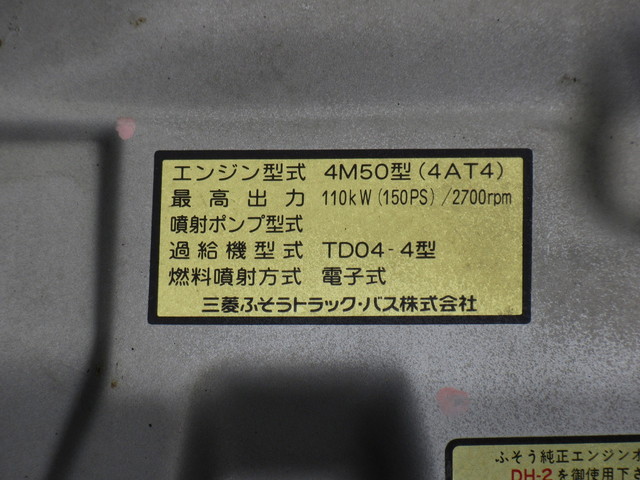 エンジン型式 4M50型(4AT4)
最高出力 110kW(150PS)/2700rpm
噴射ポンプ型式
過給機型式 TD04-4型
燃料噴射方式 電子式
三菱ふそうトラック・バス株式会社
ふそう純正エンジンオ
DH-2を御使用下さ